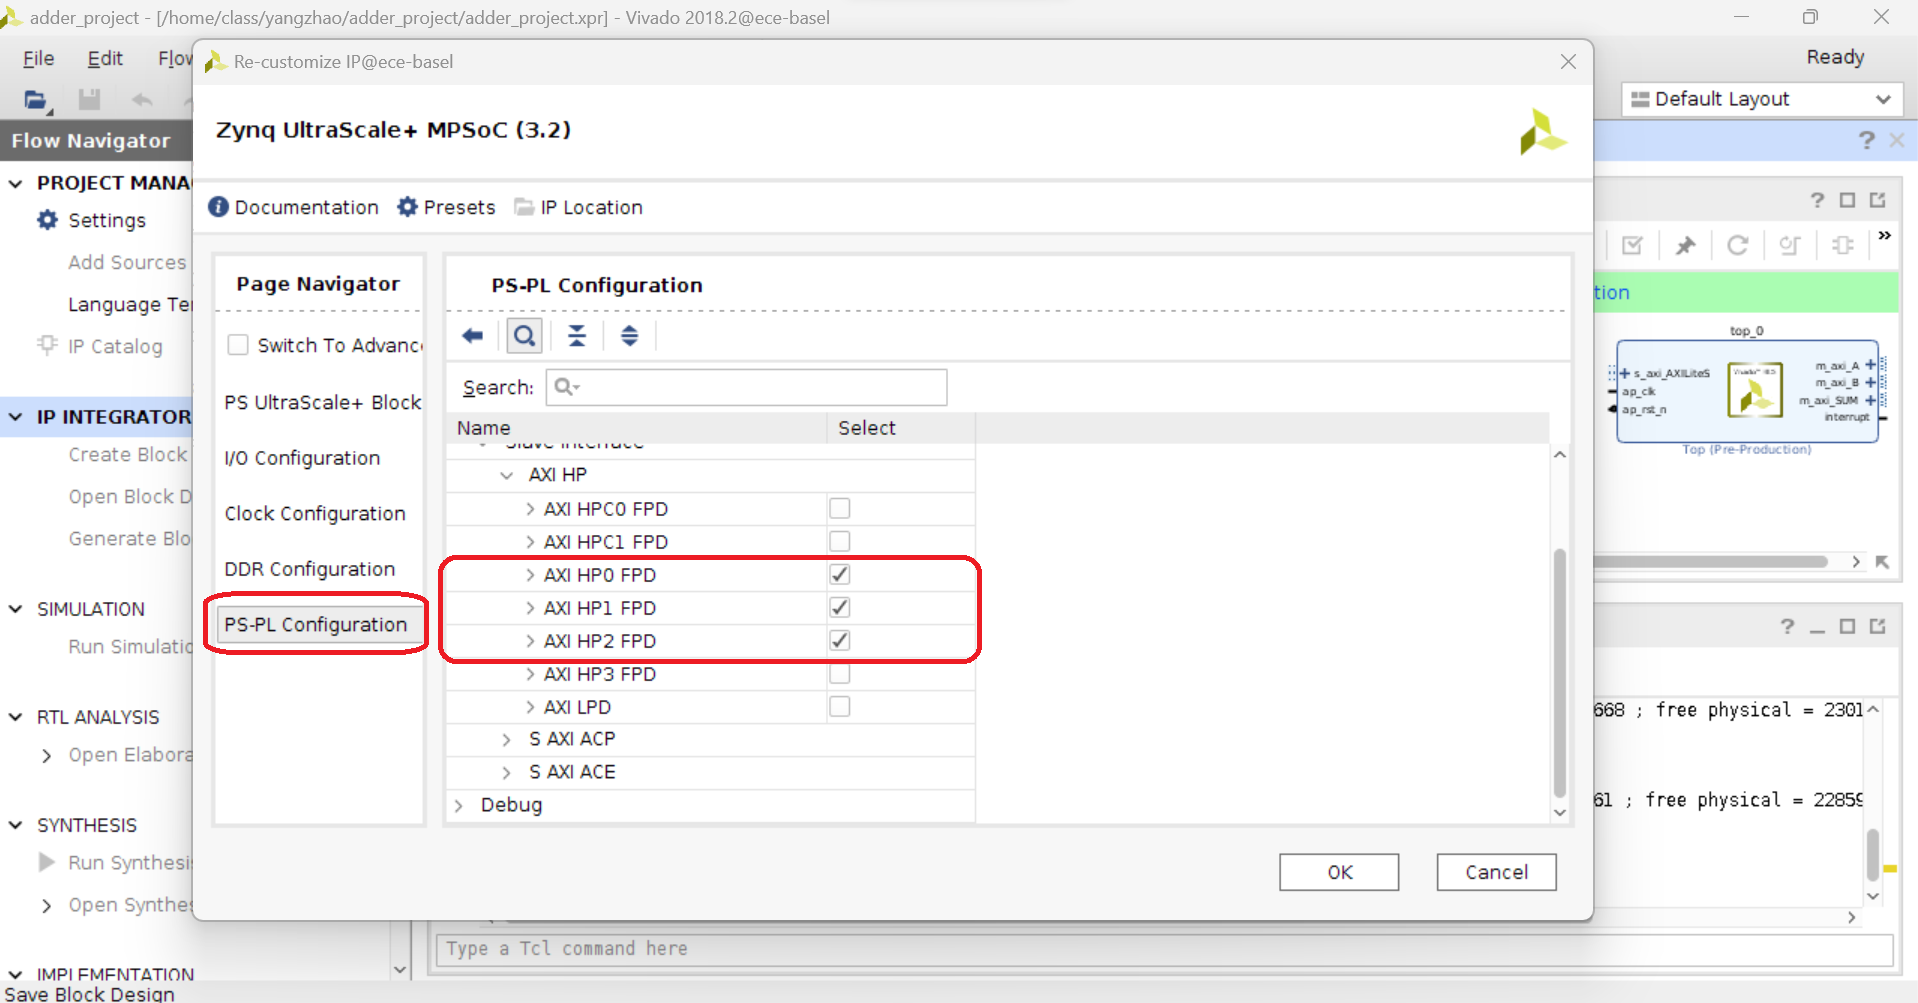 adder_project - [/home/class/yangzhao/adder_project/adder_project.xpr] - Vivado 2018.2@ece-basel
File Edit Flow
Ready
Re-customize IP@ece-basel
Default Layout
Zynq UltraScale+ MPSoC (3.2)
Flow Navigator
PROJECT MANA
Settings
Add Sources
Language Te
IP Catalog
IP INTEGRATOR
Create Block
Open Block D
Generate Blo
SIMULATION
Run Simulatio
RTL ANALYSIS
Open Elabora
SYNTHESIS
Run Synthesis
Open Synthe
IMPLEMENTATION
Save Block Design
Documentation Presets IP Location
Page Navigator
Switch To Advance
PS UltraScale+ Block
I/O Configuration
Clock Configuration
DDR Configuration
PS-PL Configuration
PS-PL Configuration
Search:
Name Select
Slave Interface
AXI HP
AXI HPC0 FPD
AXI HPC1 FPD
AXI HP0 FPD
AXI HP1 FPD
AXI HP2 FPD
AXI HP3 FPD
AXI LPD
S AXI ACP
S AXI ACE
Debug
OK Cancel
tion
top_0
s_axi_AXILiteS
ap_clk
ap_rst_n
m_axi_A
m_axi_B
m_axi_SUM
interrupt
Top (Pre-Production)
668 ; free physical = 2301
61 ; free physical = 22859
Type a Tcl command here